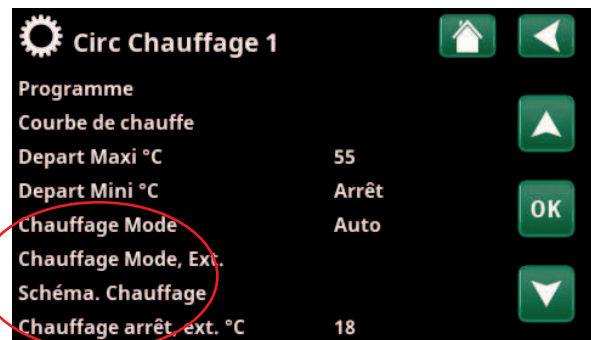 Circ Chauffage 1
Programme
Courbe de chauffe
Depart Maxi °C 55
Depart Mini °C Arrêt
Chauffage Mode Auto
Chauffage Mode, Ext.
Schéma. Chauffage
Chauffage arrêt, ext. °C 18
OK